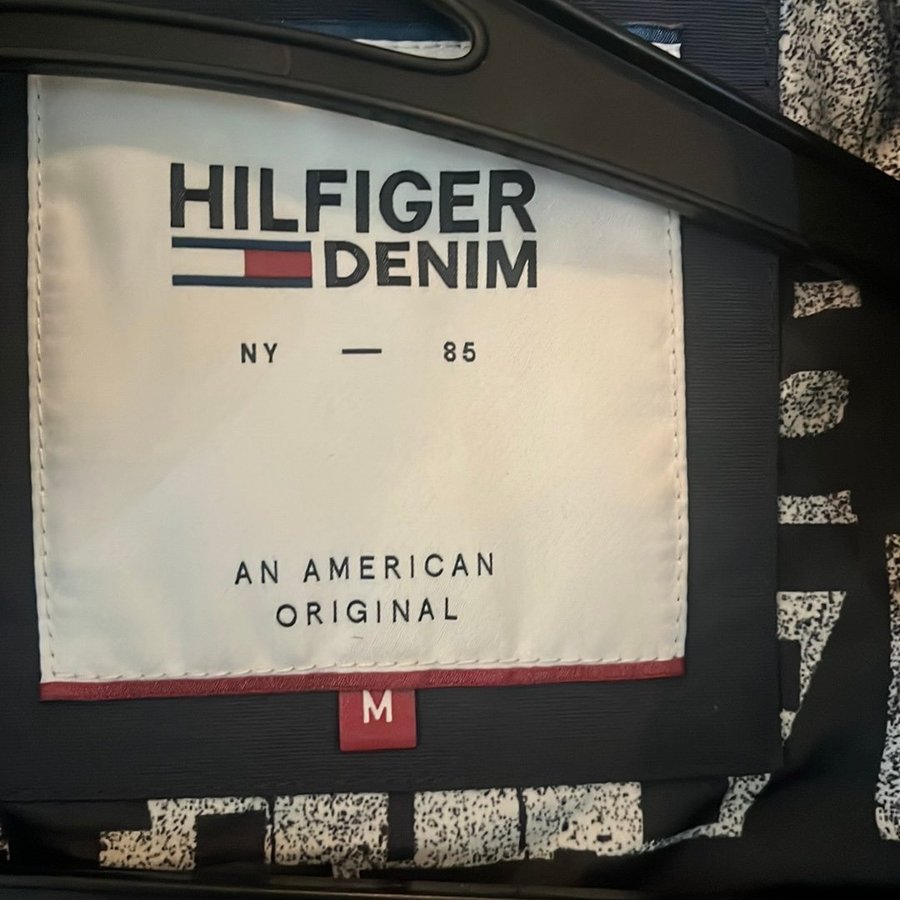 HILFIGER
DENIM
NY — 85
AN AMERICAN
ORIGINAL
M